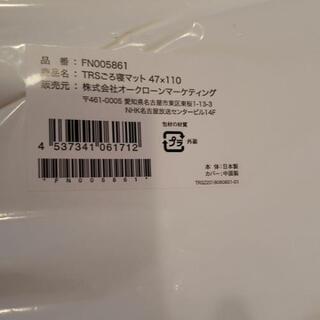 品 番 : FN005861
商品名 : TRSごろ寝マット 47×110
販売元 : 株式会社オークローンマーケティング
〒461-0005 愛知県名古屋市東区東桜1-13-3
NHK名古屋放送センタービル14F
包材の材質
プラ 外装
4 537341 061712
*FN005861*
本 体 : 日本製
カバー : 中国製